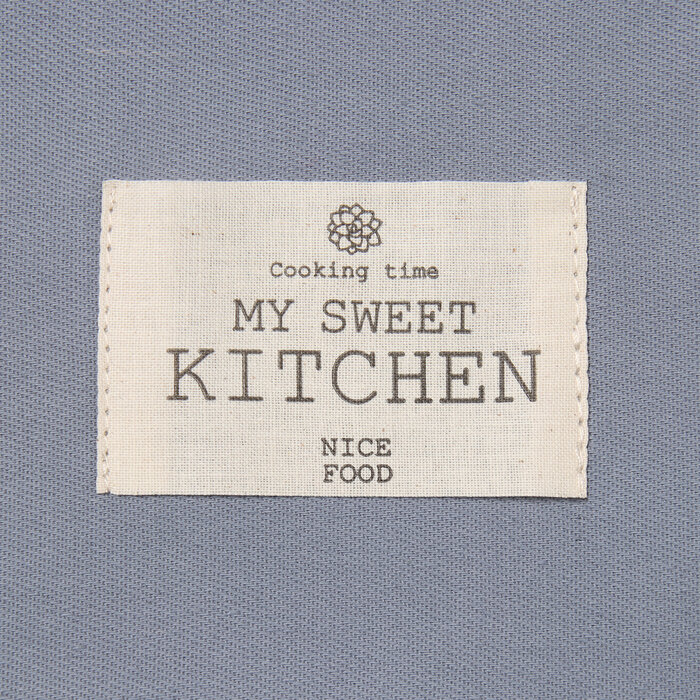 Cooking time
MY SWEET
KITCHEN
NICE
FOOD